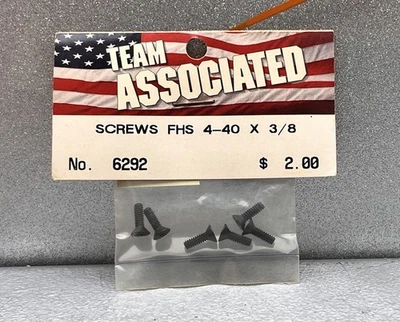 TEAM
ASSOCIATED
SCREWS FHS 4-40 X 3/8
No. 6292 $ 2.00